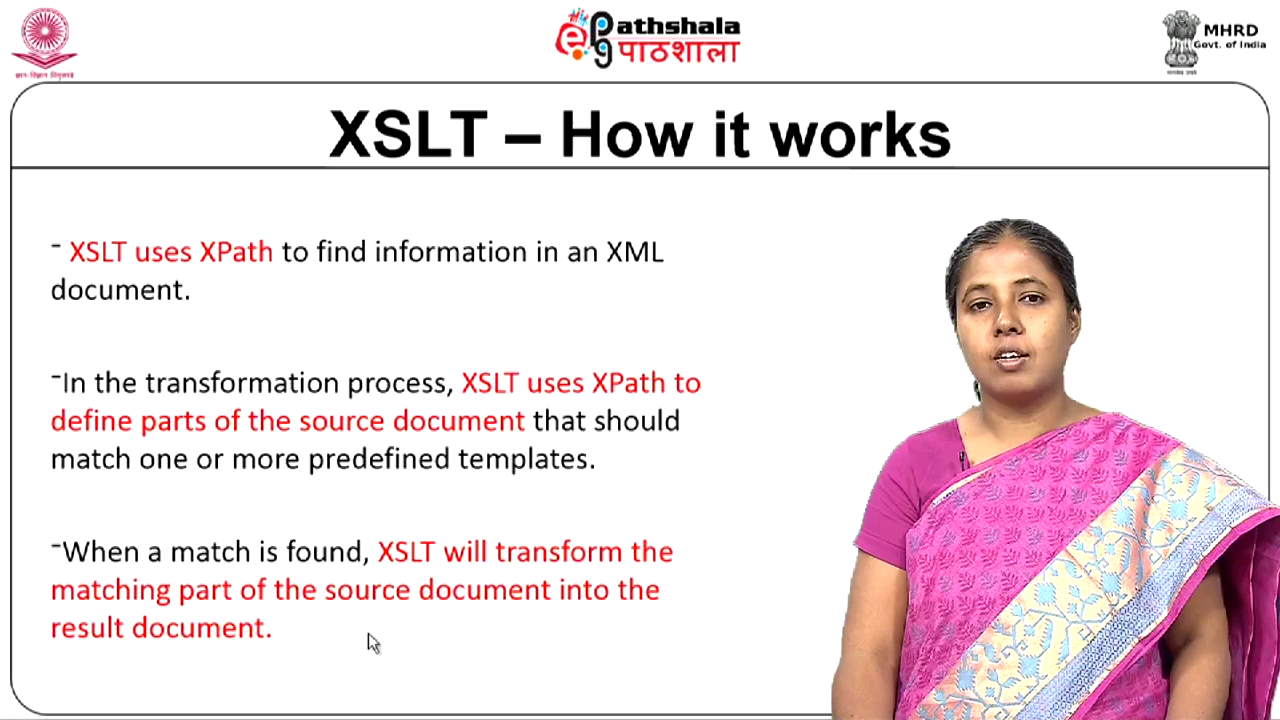 ज्ञान-विज्ञान विमुक्तये
epg Pathshala
पाठशाला
MHRD
Govt. of India
XSLT – How it works
⁻ XSLT uses XPath to find information in an XML
document.
⁻In the transformation process, XSLT uses XPath to
define parts of the source document that should
match one or more predefined templates.
⁻When a match is found, XSLT will transform the
matching part of the source document into the
result document.